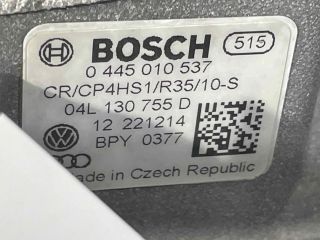 BOSCH 515
0 445 010 537
CR/CP4HS1/R35/10-S
04L 130 755 D
12 221214
BPY 0377
ade in Czech Republic